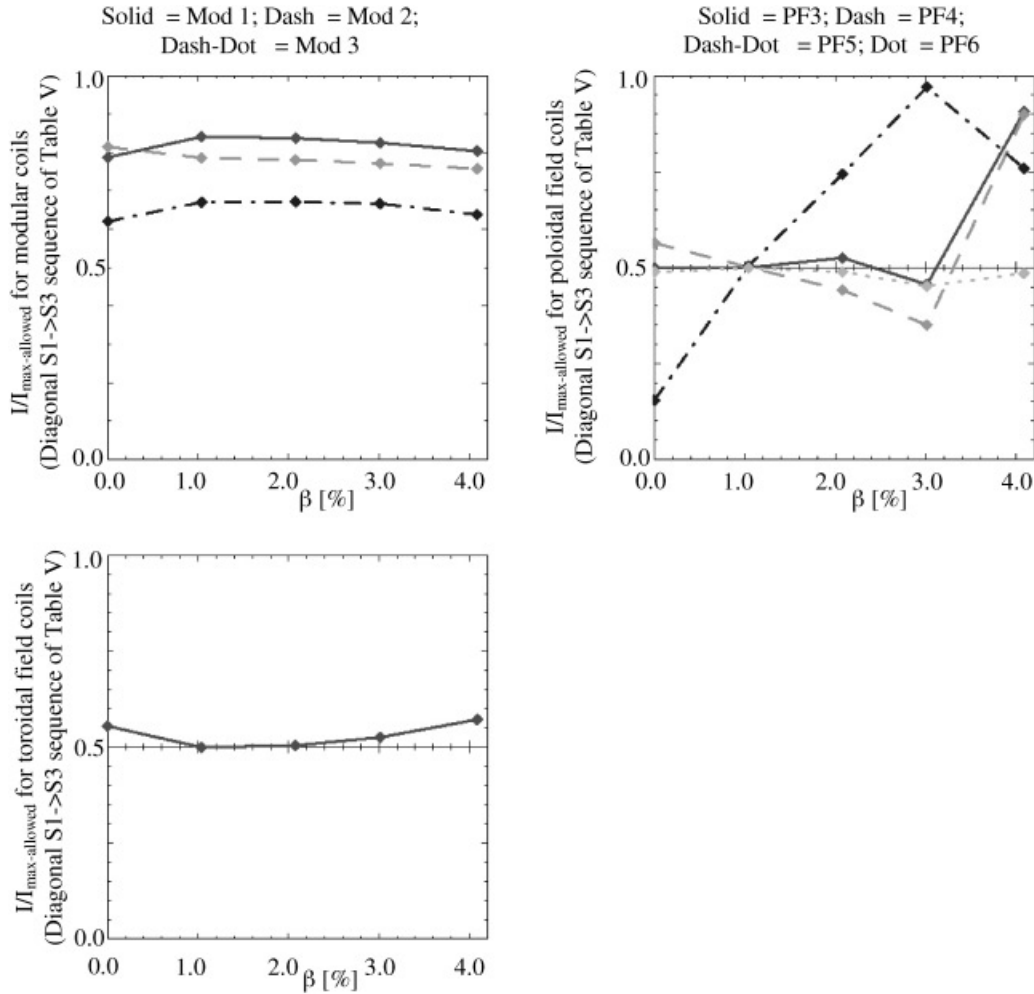 Solid = Mod 1; Dash = Mod 2;
Dash-Dot = Mod 3
I/Imax-allowed for modular coils
(Diagonal S1->S3 sequence of Table V)
1.0
0.5
0.0
0.0 1.0 2.0 3.0 4.0
β [%]
Solid = PF3; Dash = PF4;
Dash-Dot = PF5; Dot = PF6
I/Imax-allowed for poloidal field coils
(Diagonal S1->S3 sequence of Table V)
1.0
0.5
0.0
0.0 1.0 2.0 3.0 4.0
β [%]
I/Imax-allowed for toroidal field coils
(Diagonal S1->S3 sequence of Table V)
1.0
0.5
0.0
0.0 1.0 2.0 3.0 4.0
β [%]